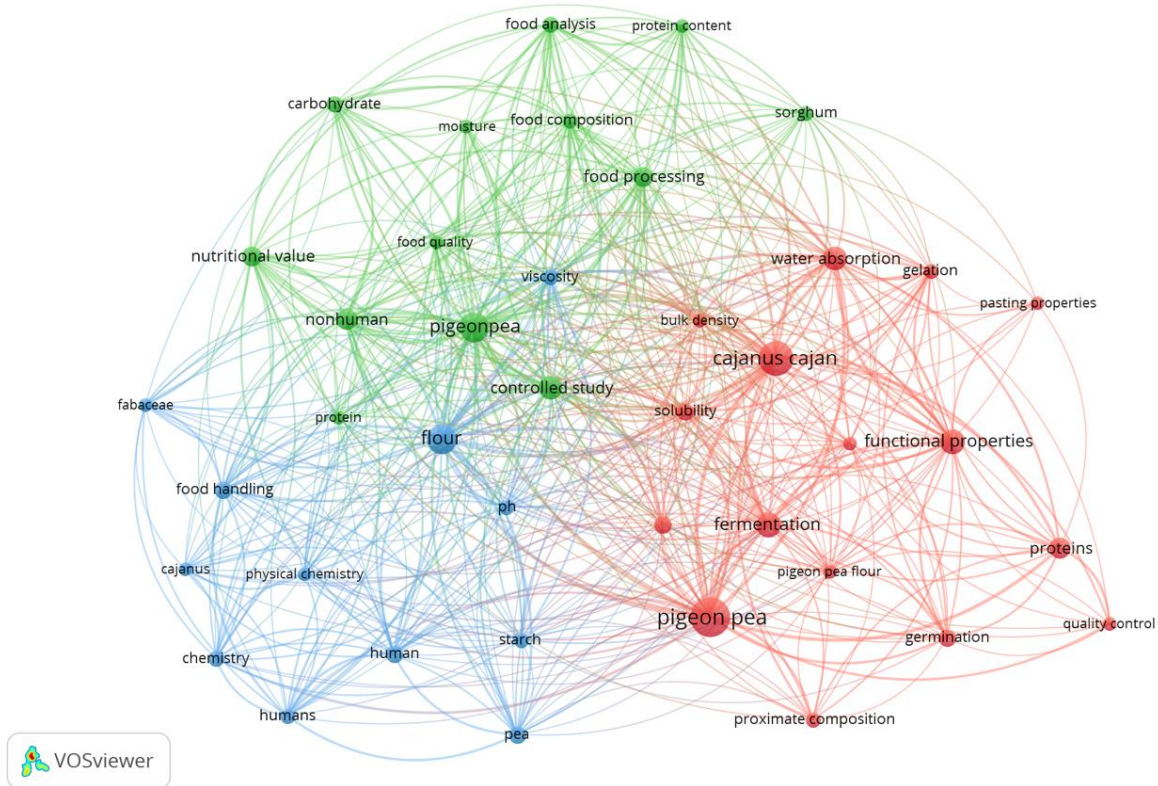 food analysis
protein content
carbohydrate
moisture
food composition
sorghum
food processing
food quality
nutritional value
viscosity
water absorption
gelation
pasting properties
nonhuman
pigeonpea
bulk density
cajanus cajan
controlled study
fabaceae
protein
solubility
flour
functional properties
food handling
ph
fermentation
proteins
cajanus
physical chemistry
pigeon pea flour
pigeon pea
quality control
chemistry
human
starch
germination
humans
pea
proximate composition
VOSviewer